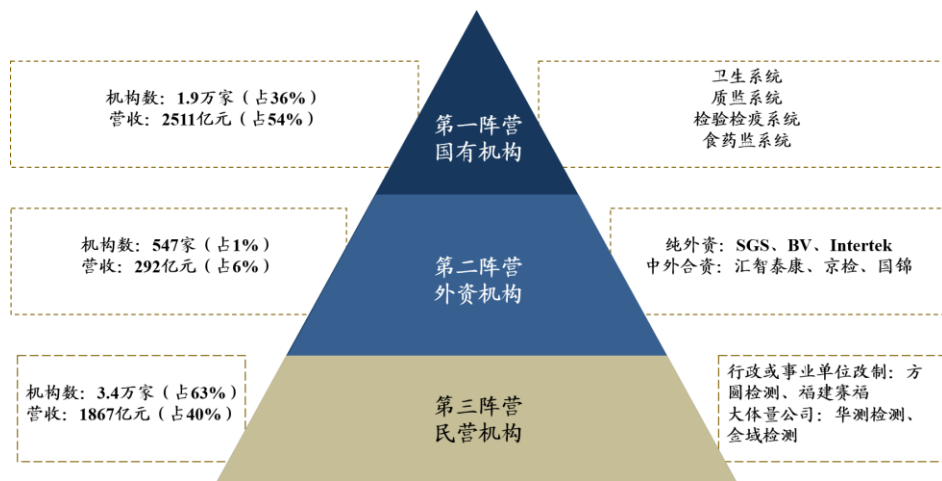 机构数：1.9万家（占36%）
营收：2511亿元（占54%）
第一阵营
国有机构
卫生系统
质监系统
检验检疫系统
食药监系统
机构数：547家（占1%）
营收：292亿元（占6%）
第二阵营
外资机构
纯外资：SGS、BV、Intertek
中外合资：汇智泰康、京检、国锦
机构数：3.4万家（占63%）
营收：1867亿元（占40%）
第三阵营
民营机构
行政或事业单位改制：方
圆检测、福建赛福
大体量公司：华测检测、
金域检测